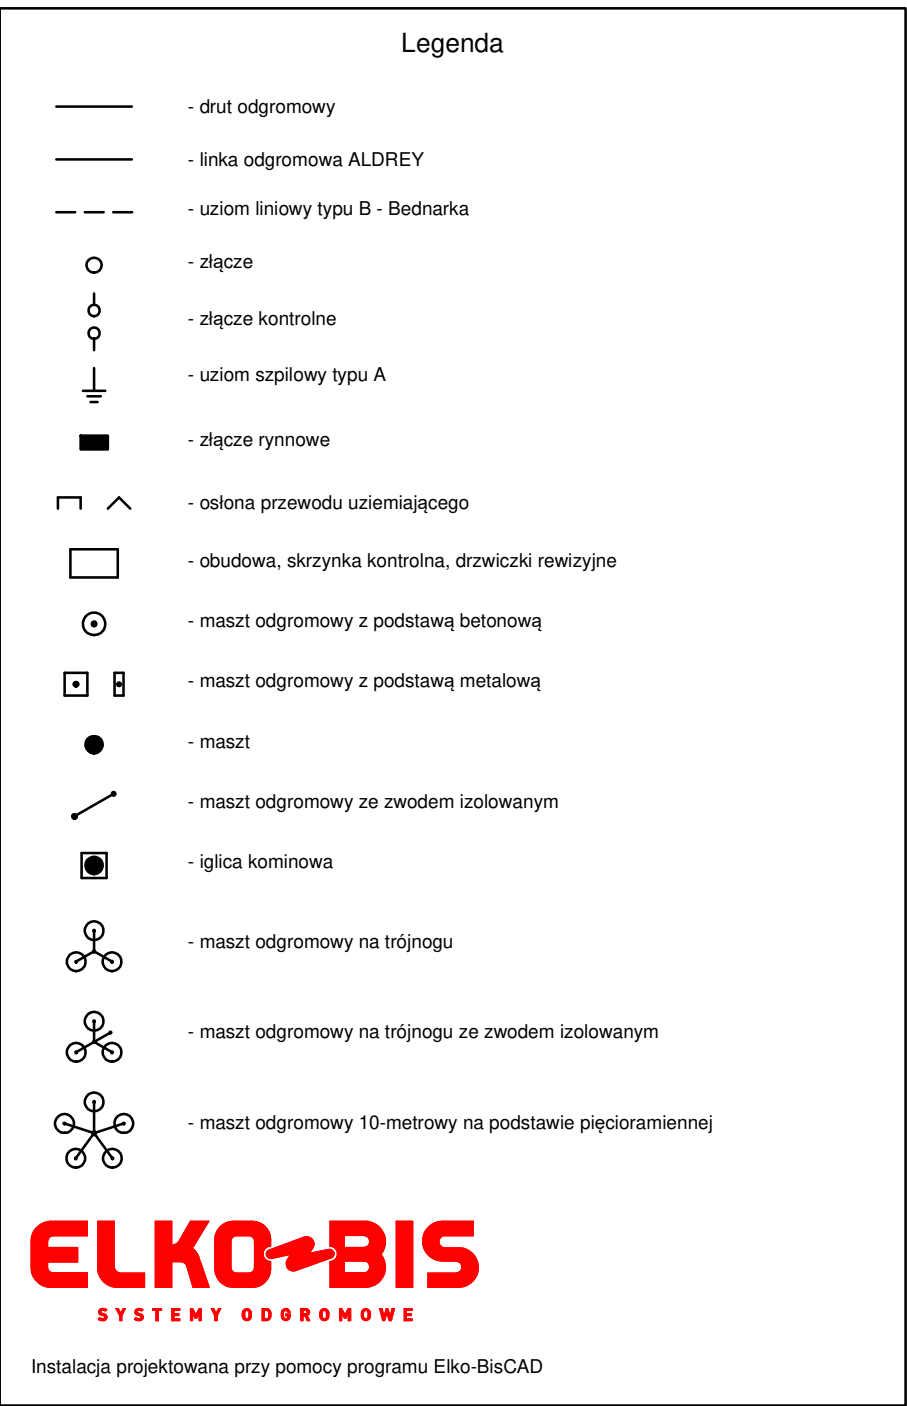 Legenda
- drut odgromowy
- linka odgromowa ALDREY
- uziom liniowy typu B - Bednarka
- złącze
- złącze kontrolne
- uziom szpilowy typu A
- złącze rynnowe
- osłona przewodu uziemiającego
- obudowa, skrzynka kontrolna, drzwiczki rewizyjne
- maszt odgromowy z podstawą betonową
- maszt odgromowy z podstawą metalową
- maszt
- maszt odgromowy ze zwodem izolowanym
- iglica kominowa
- maszt odgromowy na trójnogu
- maszt odgromowy na trójnogu ze zwodem izolowanym
- maszt odgromowy 10-metrowy na podstawie pięcioramiennej
ELKO-BIS
SYSTEMY ODGROMOWE
Instalacja projektowana przy pomocy programu Elko-BisCAD